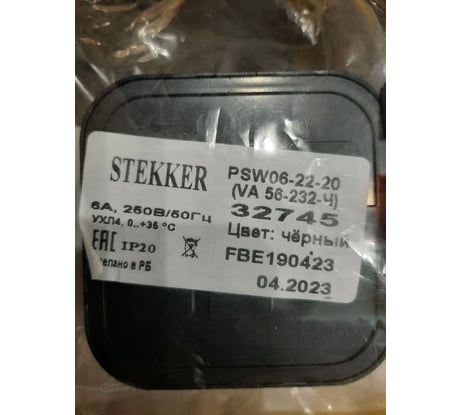 STEKKER
PSW06-22-20
(VA 56-232-Ч)
32745
6А, 250В/50Гц
УХЛ4, 0..+35 °С
Цвет: чёрный
EAC IP20
FBE190423
сделано в РБ
04.2023